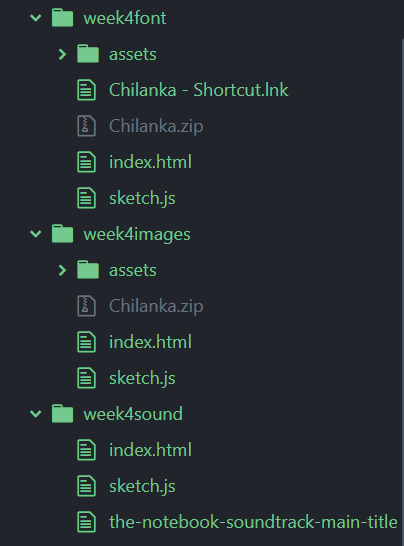 week4font
assets
Chilanka - Shortcut.lnk
Chilanka.zip
index.html
sketch.js
week4images
assets
Chilanka.zip
index.html
sketch.js
week4sound
index.html
sketch.js
the-notebook-soundtrack-main-title